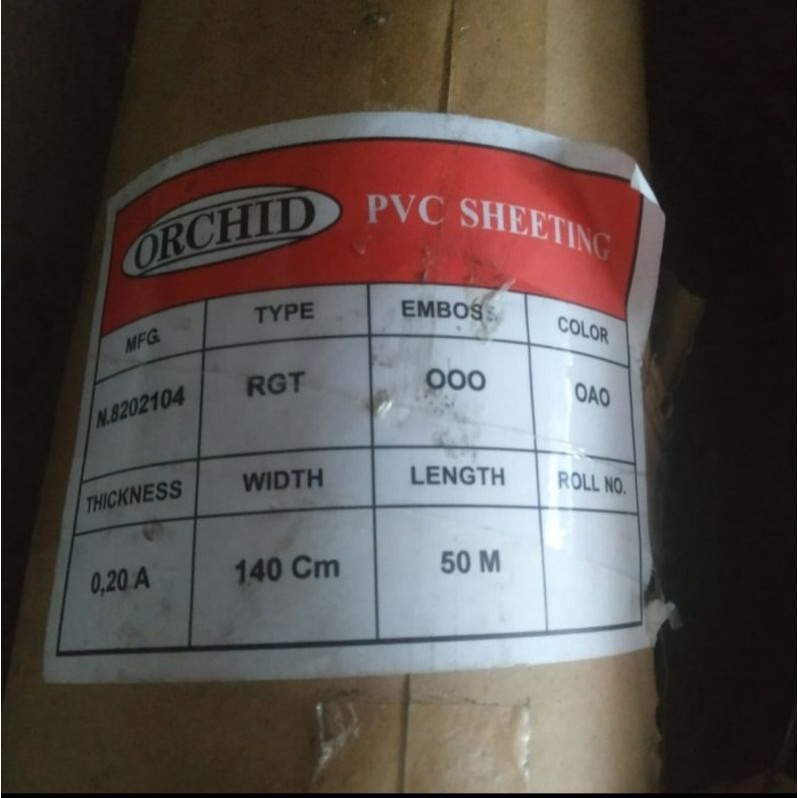 ORCHID PVC SHEETING
MFG. TYPE EMBOSS COLOR
N.8202104 RGT OOO OAO
THICKNESS WIDTH LENGTH ROLL NO.
0,20 A 140 Cm 50 M